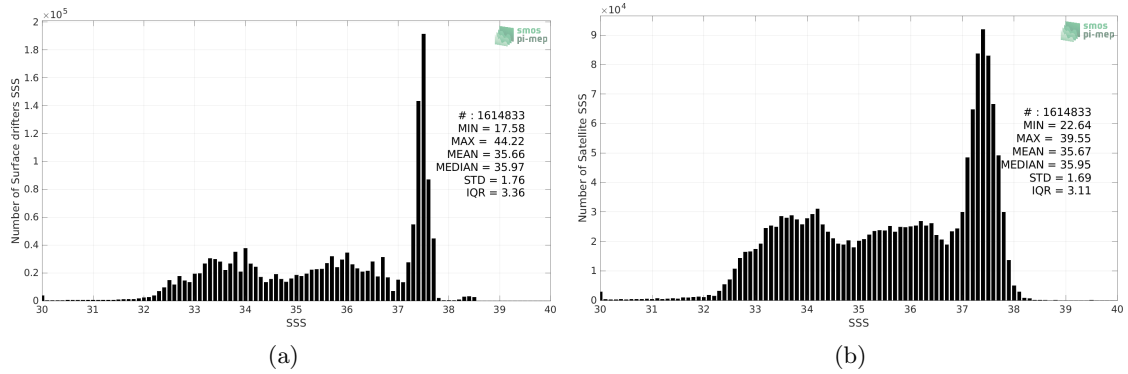 ×10⁵
2
1.8
1.6
1.4
1.2
1
0.8
0.6
0.4
0.2
0
Number of Surface drifters SSS
smos
pi-mep
# : 1614833
MIN = 17.58
MAX = 44.22
MEAN = 35.66
MEDIAN = 35.97
STD = 1.76
IQR = 3.36
30 31 32 33 34 35 36 37 38 39 40
SSS
(a)
×10⁴
9
8
7
6
5
4
3
2
1
0
Number of Satellite SSS
smos
pi-mep
# : 1614833
MIN = 22.64
MAX = 39.55
MEAN = 35.67
MEDIAN = 35.95
STD = 1.69
IQR = 3.11
30 31 32 33 34 35 36 37 38 39 40
SSS
(b)